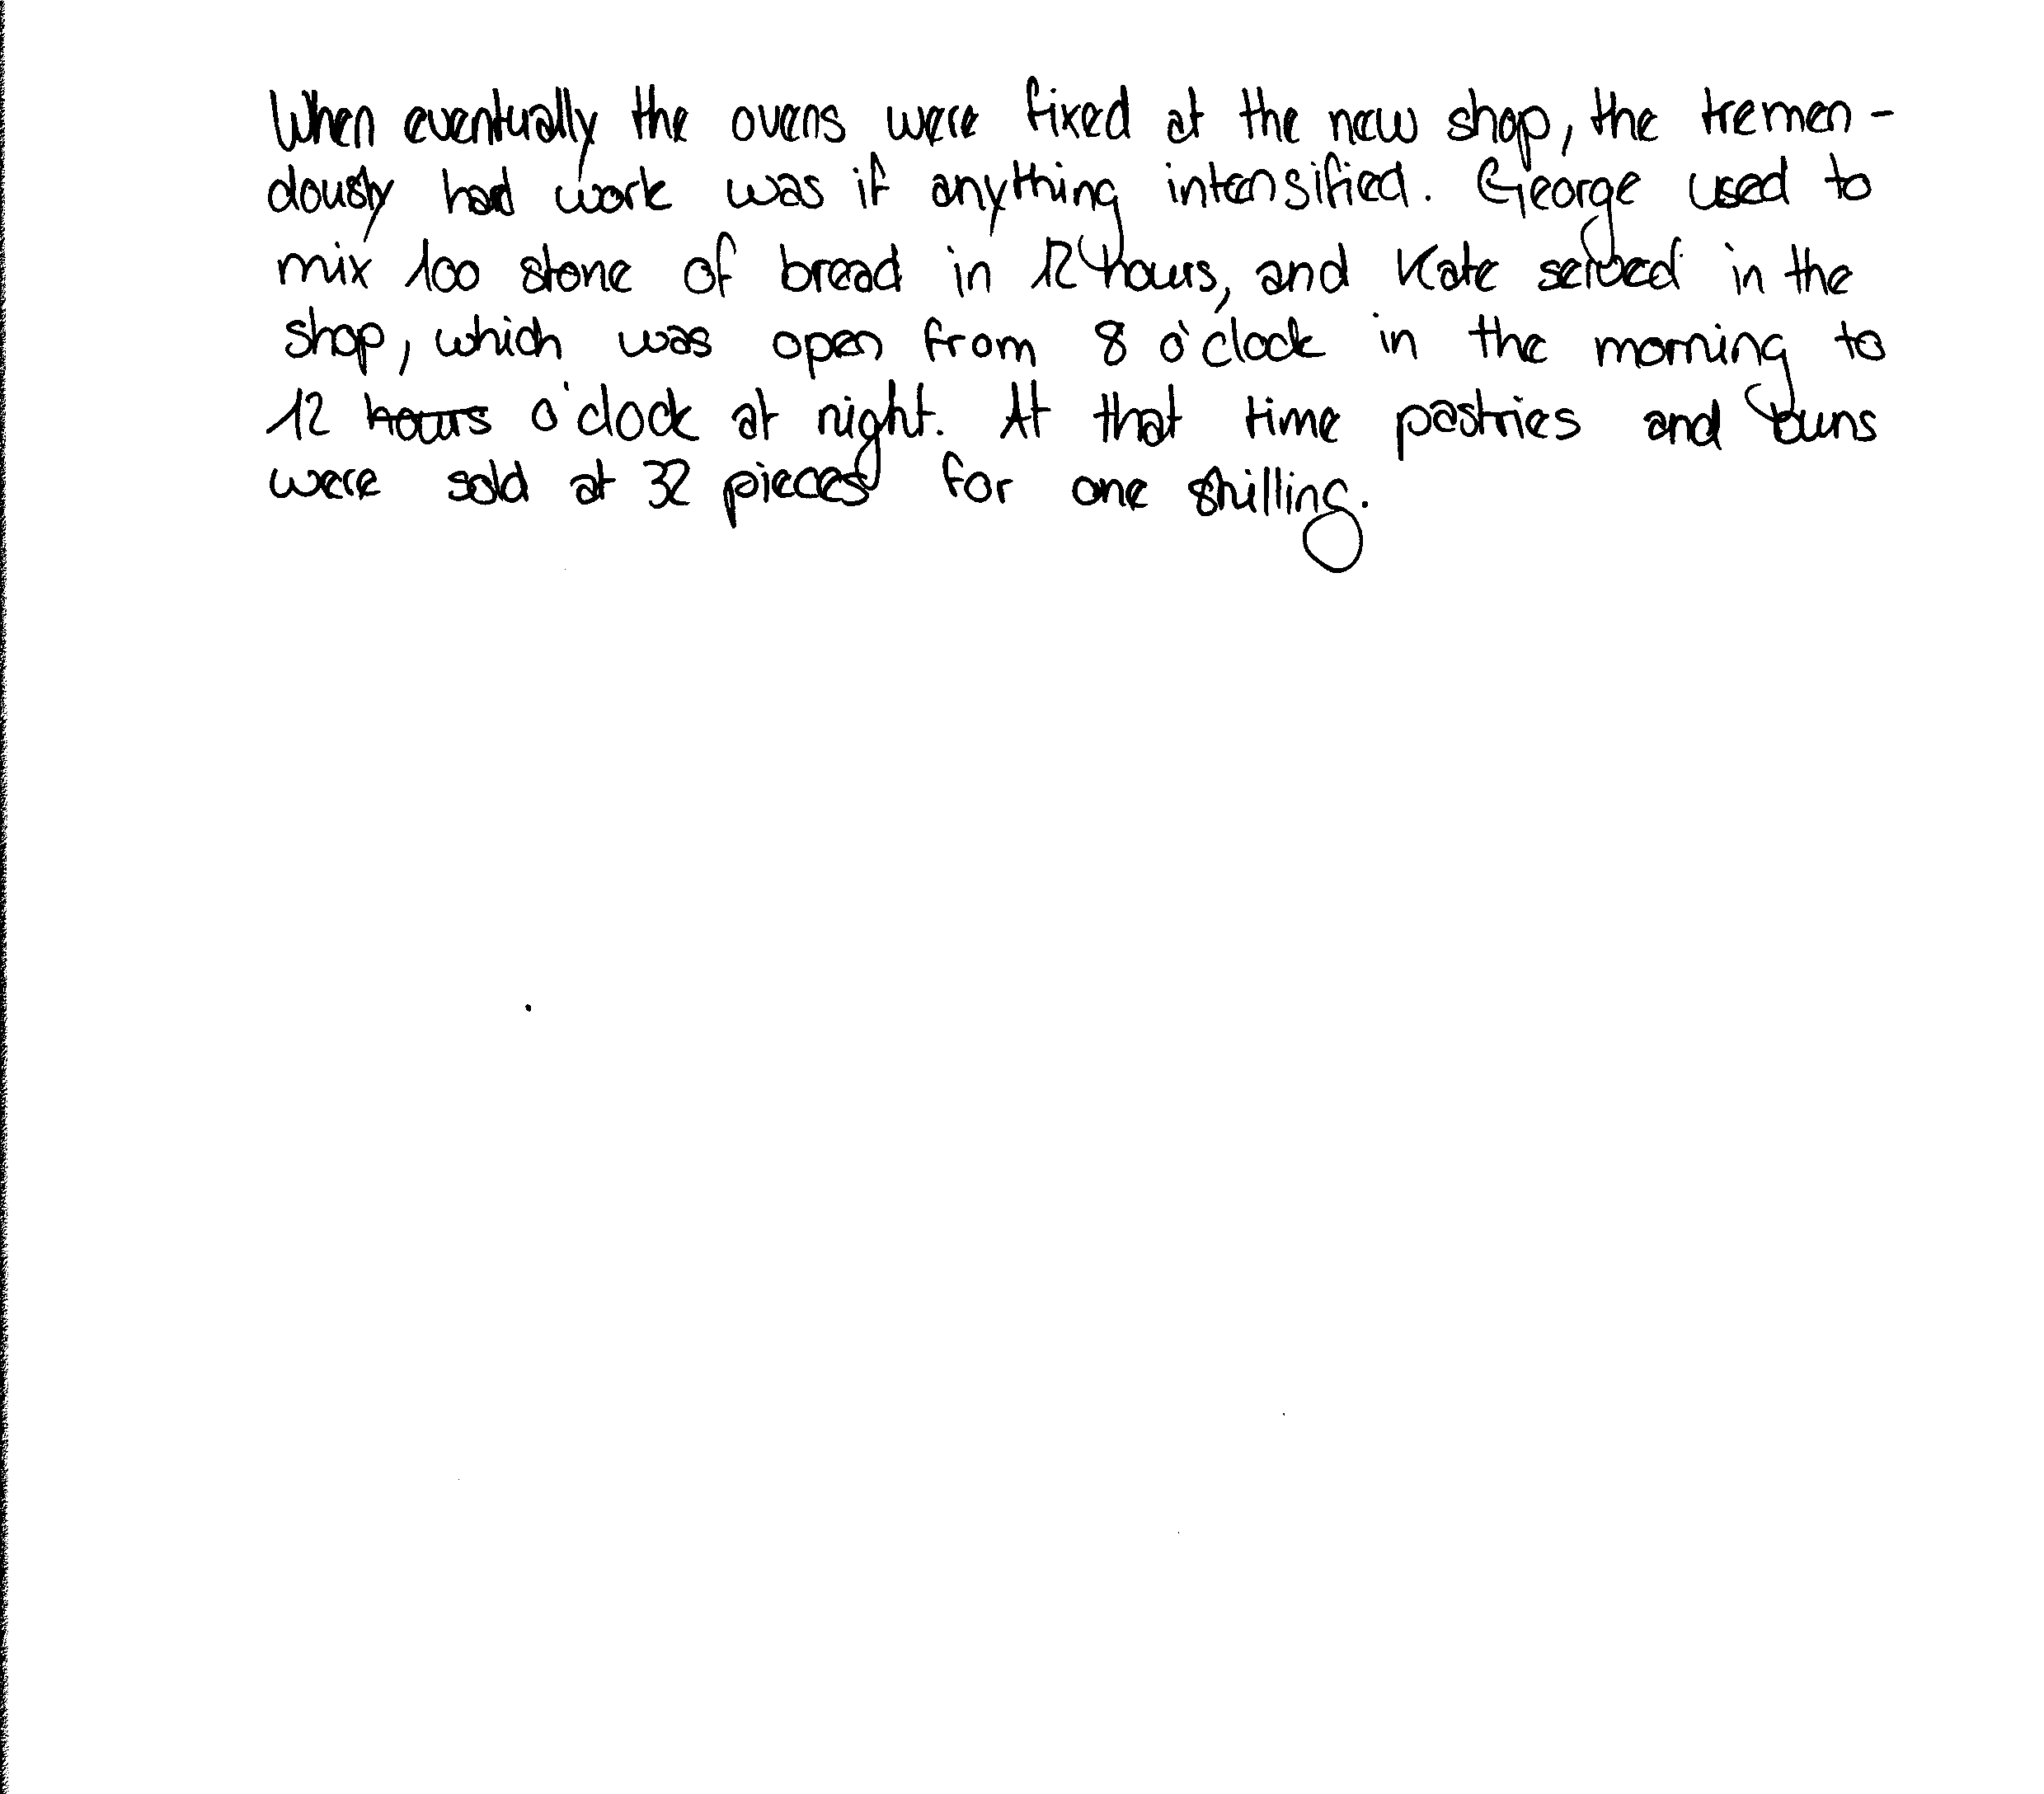 When eventually the ovens were fixed at the new shop, the tremen-
dously hard work was if anything intensified. George used to
mix 100 stone of bread in 12 hours, and Kate served in the
shop, which was open from 8 o'clock in the morning to
12 hours o'clock at night. At that time pastries and buns
were sold at 32 pieces for one shilling.